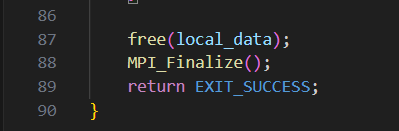 86
87 free(local_data);
88 MPI_Finalize();
89 return EXIT_SUCCESS;
90 }